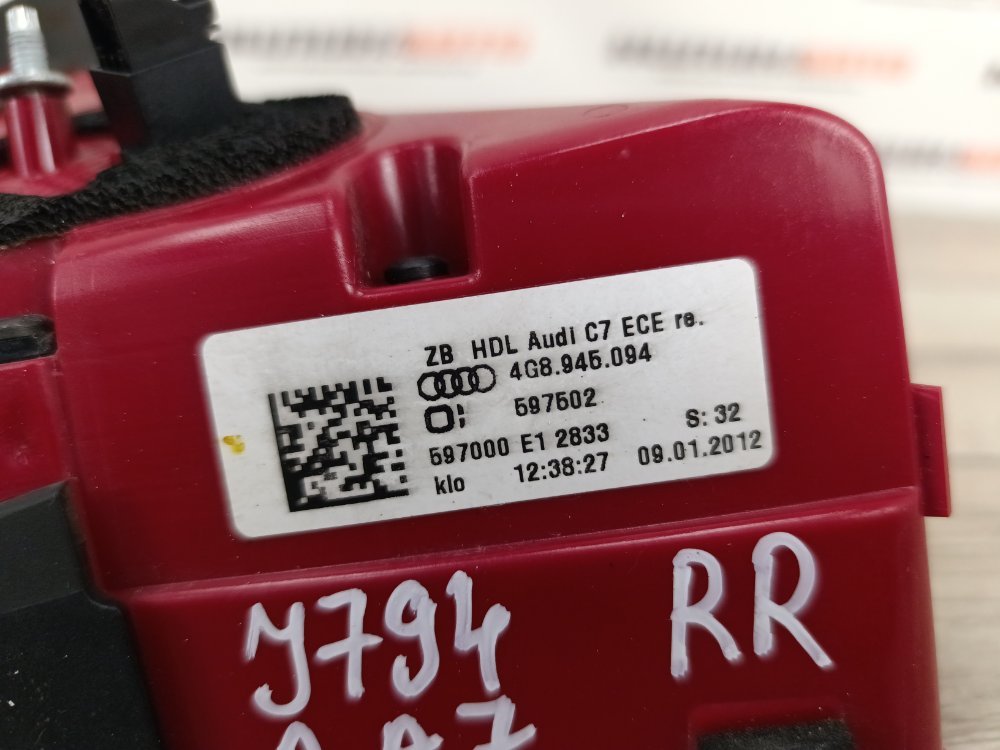 ZB HDL Audi C7 ECE re.
4G8.945.094
597502
597000 E1 2833 S: 32
klo 12:38:27 09.01.2012
J794 RR